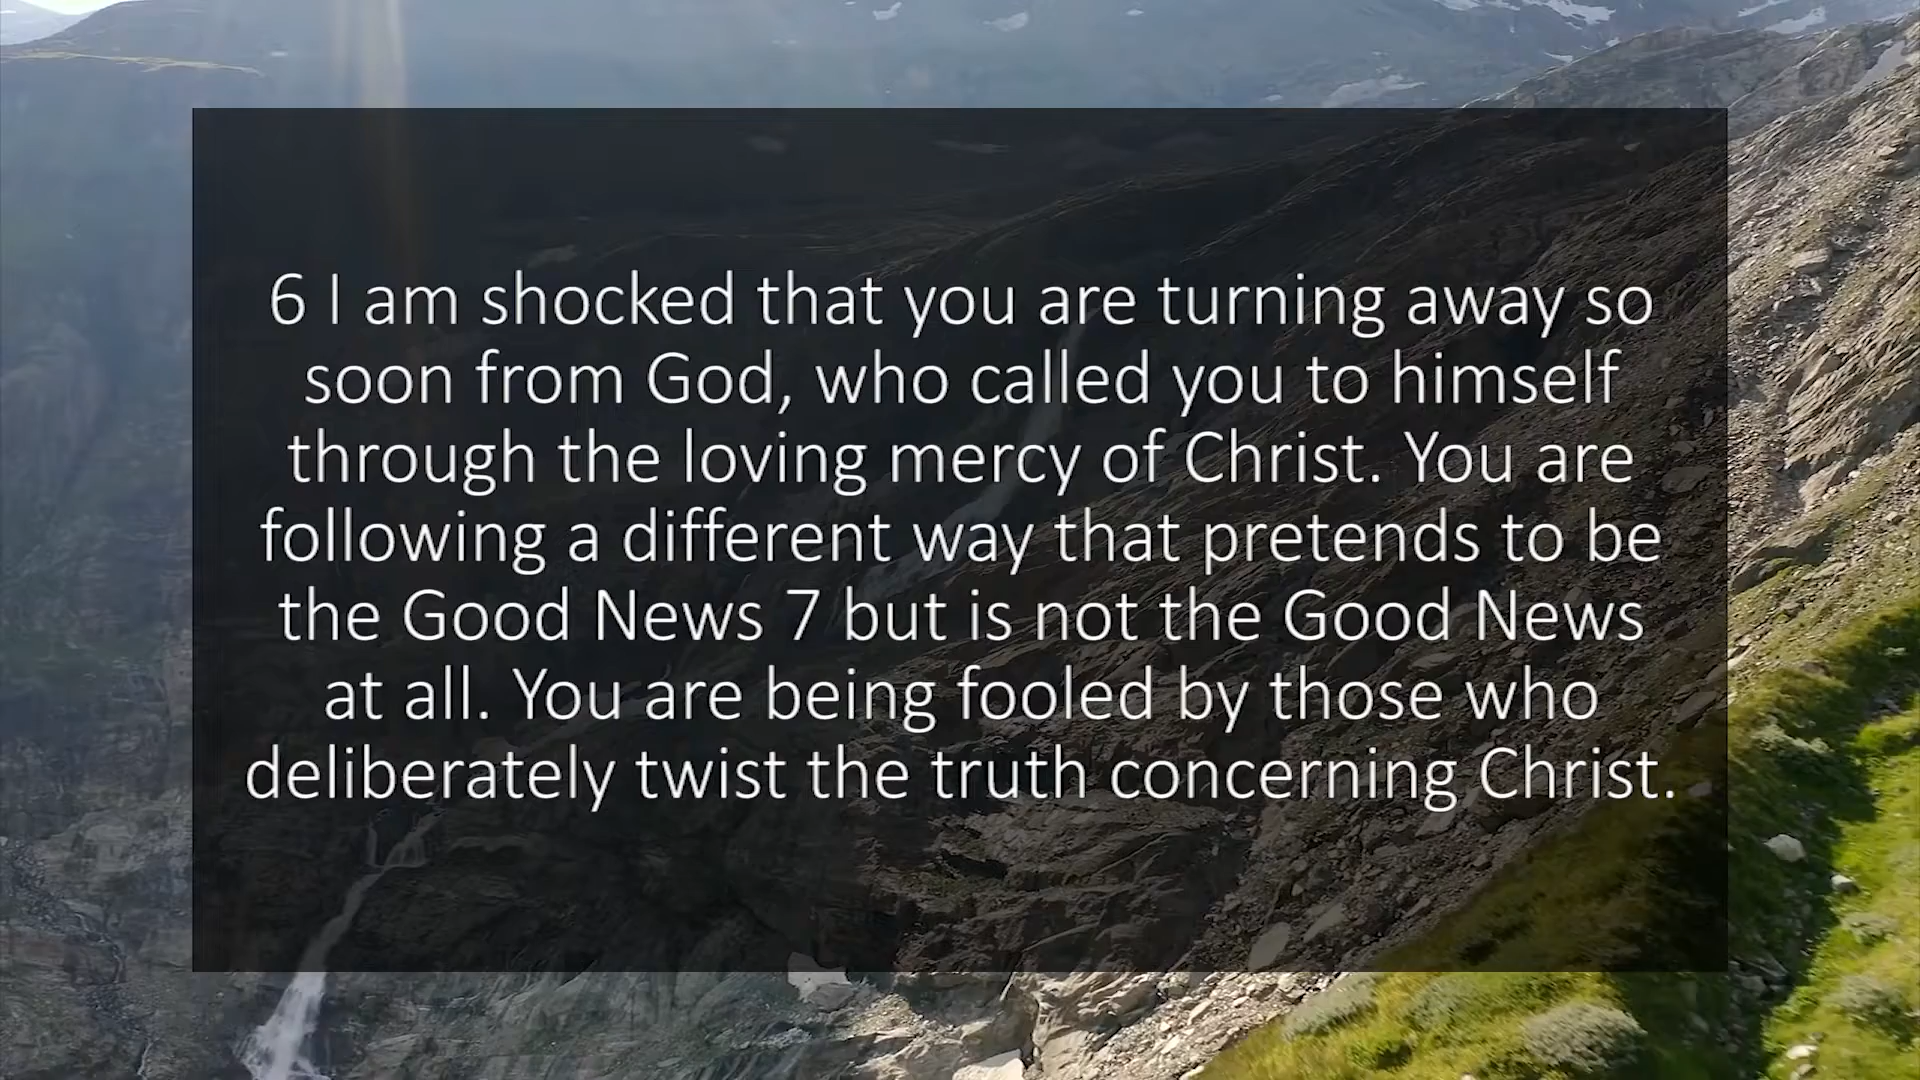 6 I am shocked that you are turning away so
soon from God, who called you to himself
through the loving mercy of Christ. You are
following a different way that pretends to be
the Good News 7 but is not the Good News
at all. You are being fooled by those who
deliberately twist the truth concerning Christ.